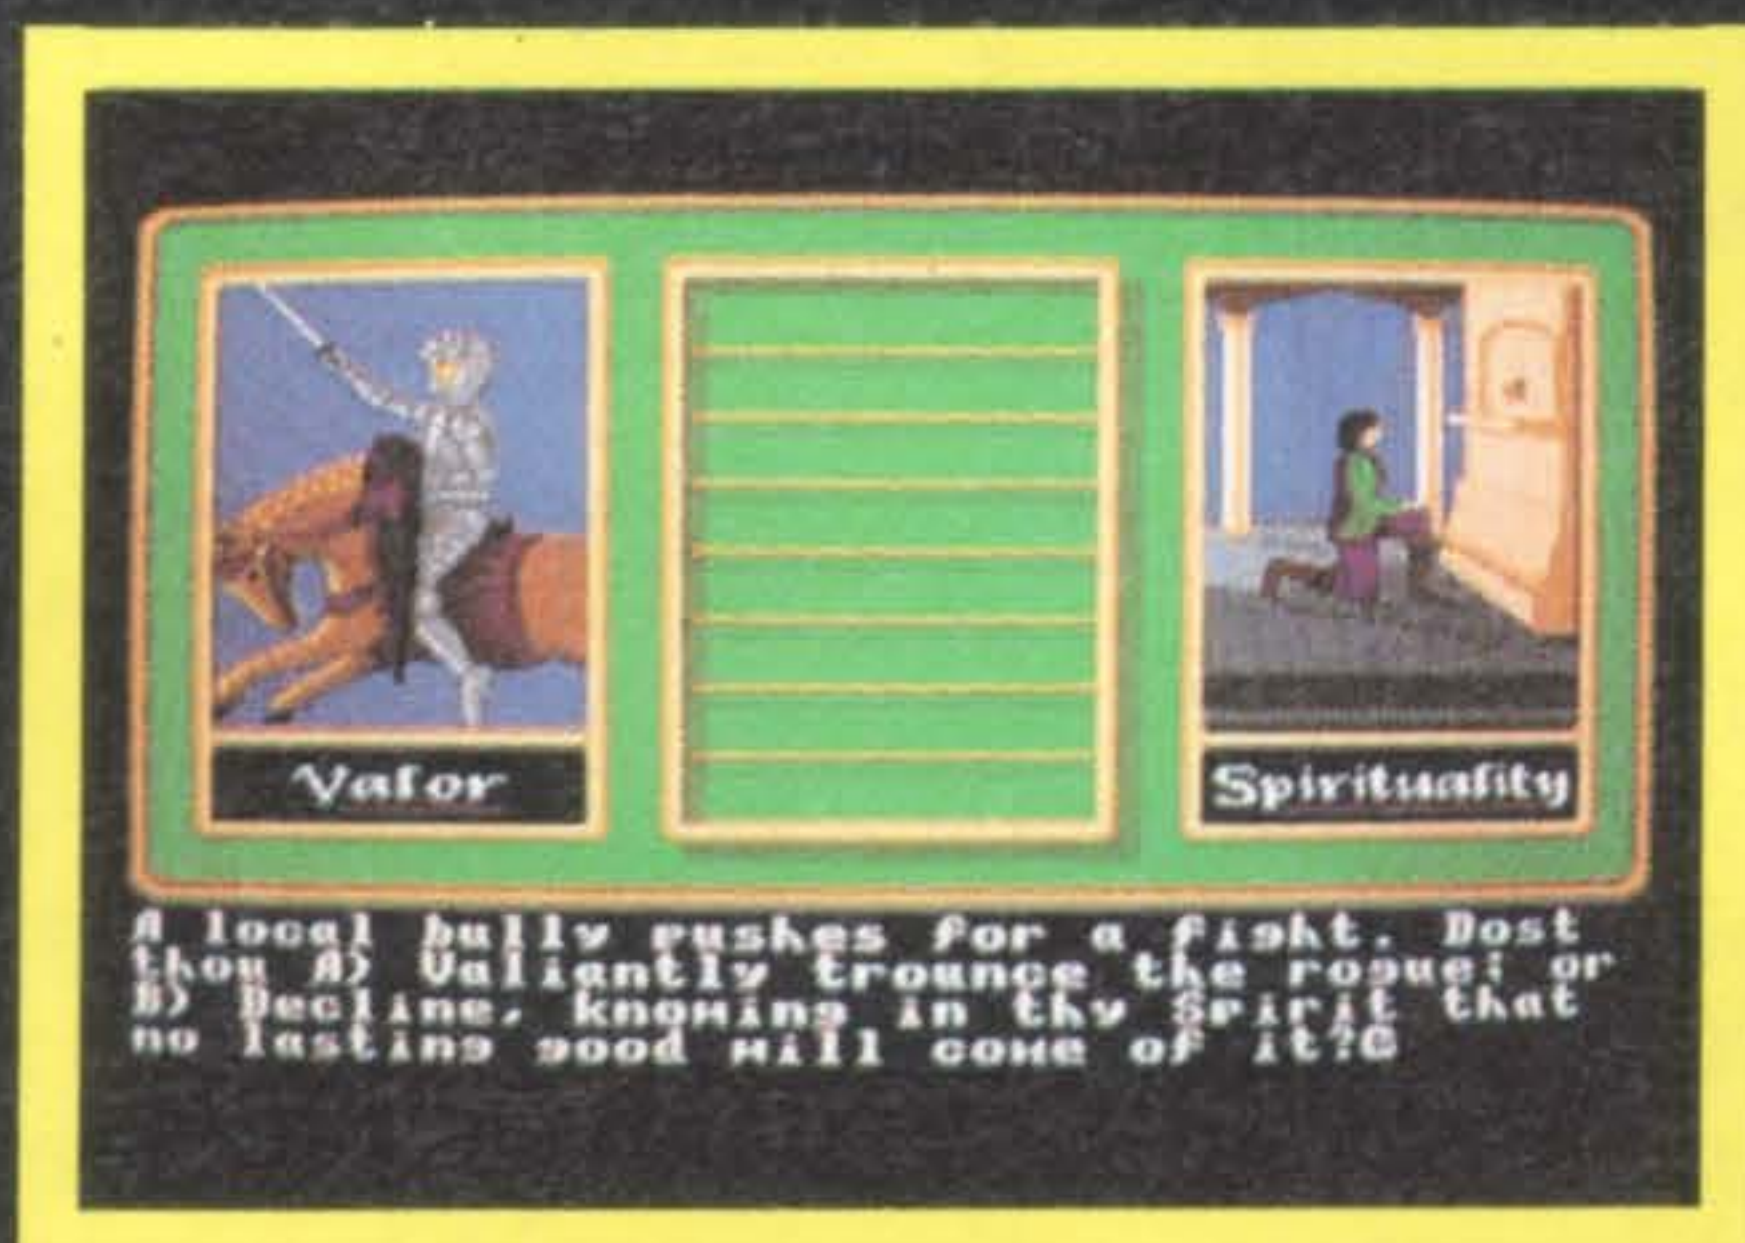 Valor
Spirituality
A local bully pushes for a fight. Dost
thou A) Valiantly trounce the rogue; or
B) Decline, knowing in thy Spirit that
no lasting good will come of it?